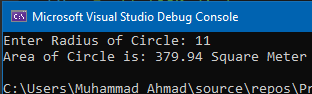 Microsoft Visual Studio Debug Console
Enter Radius of Circle: 11
Area of Circle is: 379.94 Square Meter
C:\Users\Muhammad Ahmad\source\repos\Pr